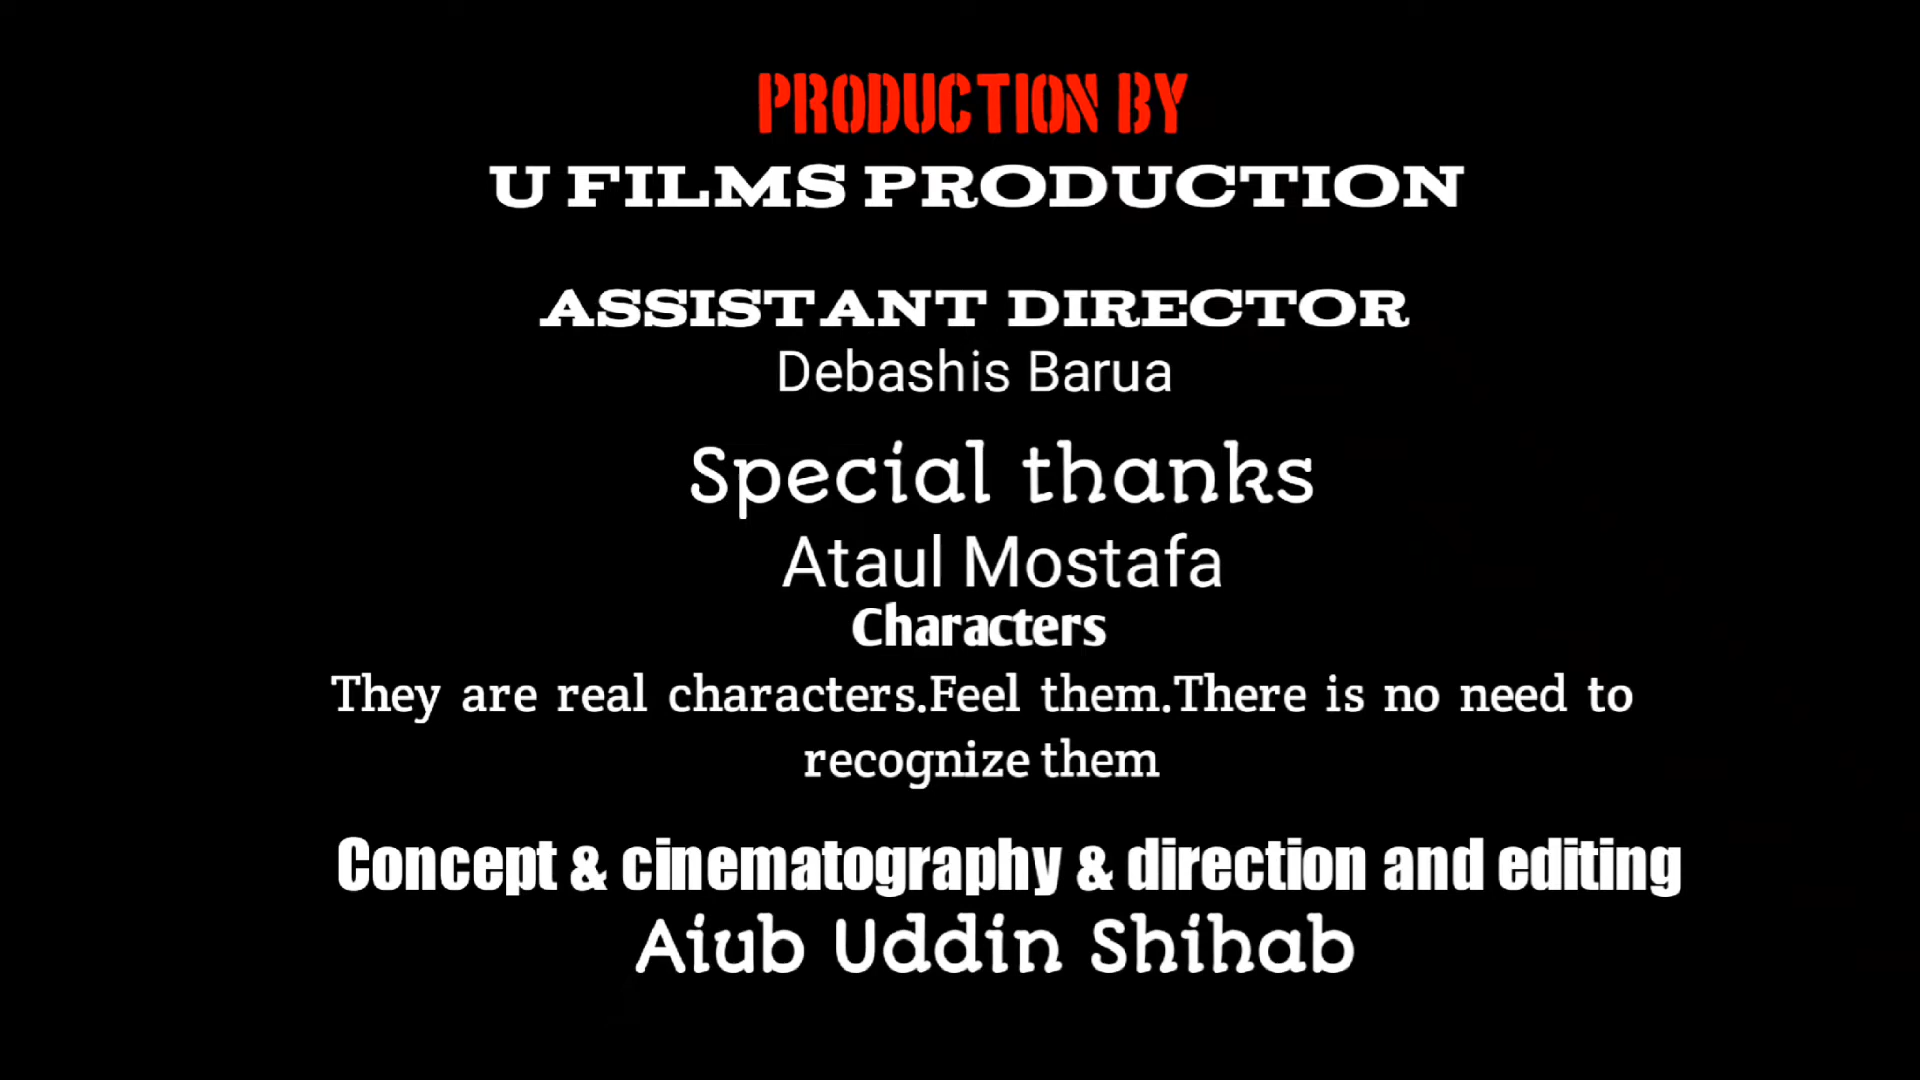 PRODUCTION BY
U FILMS PRODUCTION
ASSISTANT DIRECTOR
Debashis Barua
Special thanks
Ataul Mostafa
Characters
They are real characters.Feel them.There is no need to
recognize them
Concept & cinematography & direction and editing
Aiub Uddin Shihab